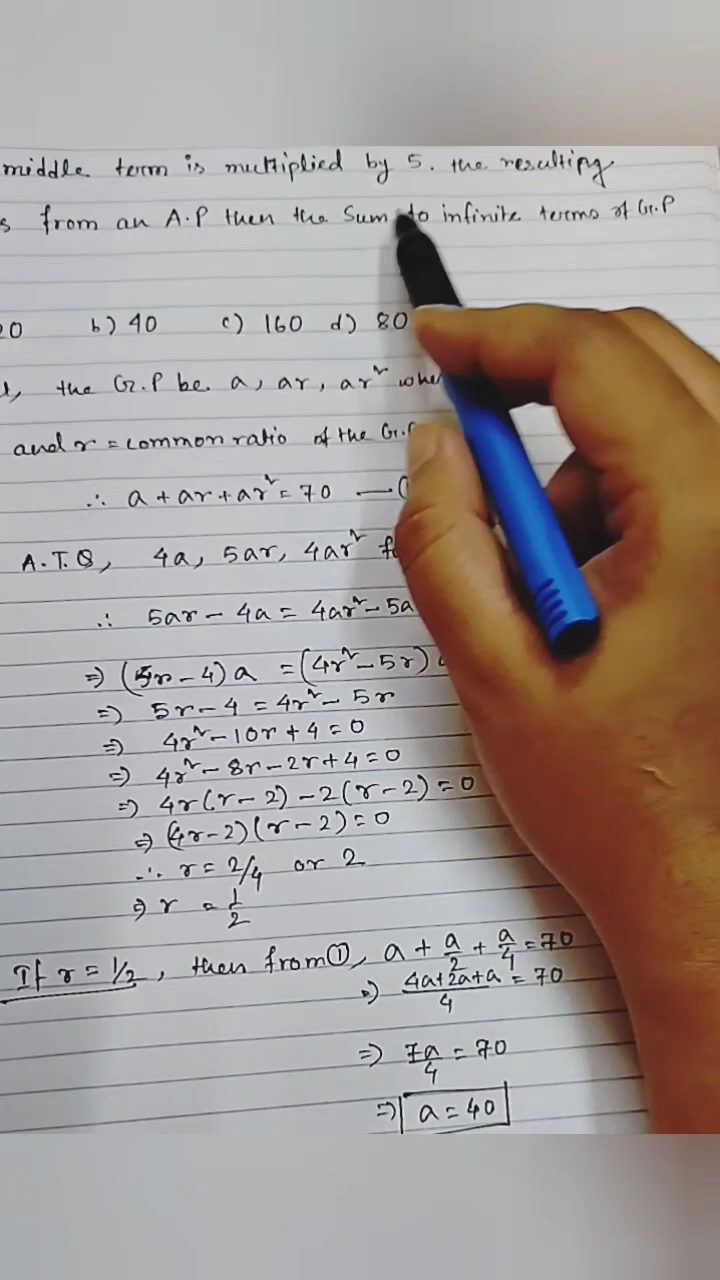 middle term is multiplied by 5. the resulting
s from an A.P then the Sum to infinite terms of G.P
20 b) 40 c) 160 d) 80
the G.P be a, ar, ar² whe
and r = common ratio of the G.P
∴ a + ar + ar² = 70 — (
A.T.Q, 4a, 5ar, 4ar² f
∴ 5ar - 4a = 4ar² - 5a
⇒ (5r - 4) a = (4r² - 5r)
⇒ 5r - 4 = 4r² - 5r
⇒ 4r² - 10r + 4 = 0
⇒ 4r² - 8r - 2r + 4 = 0
⇒ 4r(r - 2) - 2(r - 2) = 0
⇒ (4r - 2)(r - 2) = 0
∴ r = 2/4 or 2
⇒ r = 1/2
If r = 1/2, then from ①, a + a/2 + a/4 = 70
⇒ (4a+2a+a)/4 = 70
⇒ 7a/4 = 70
⇒ a = 40